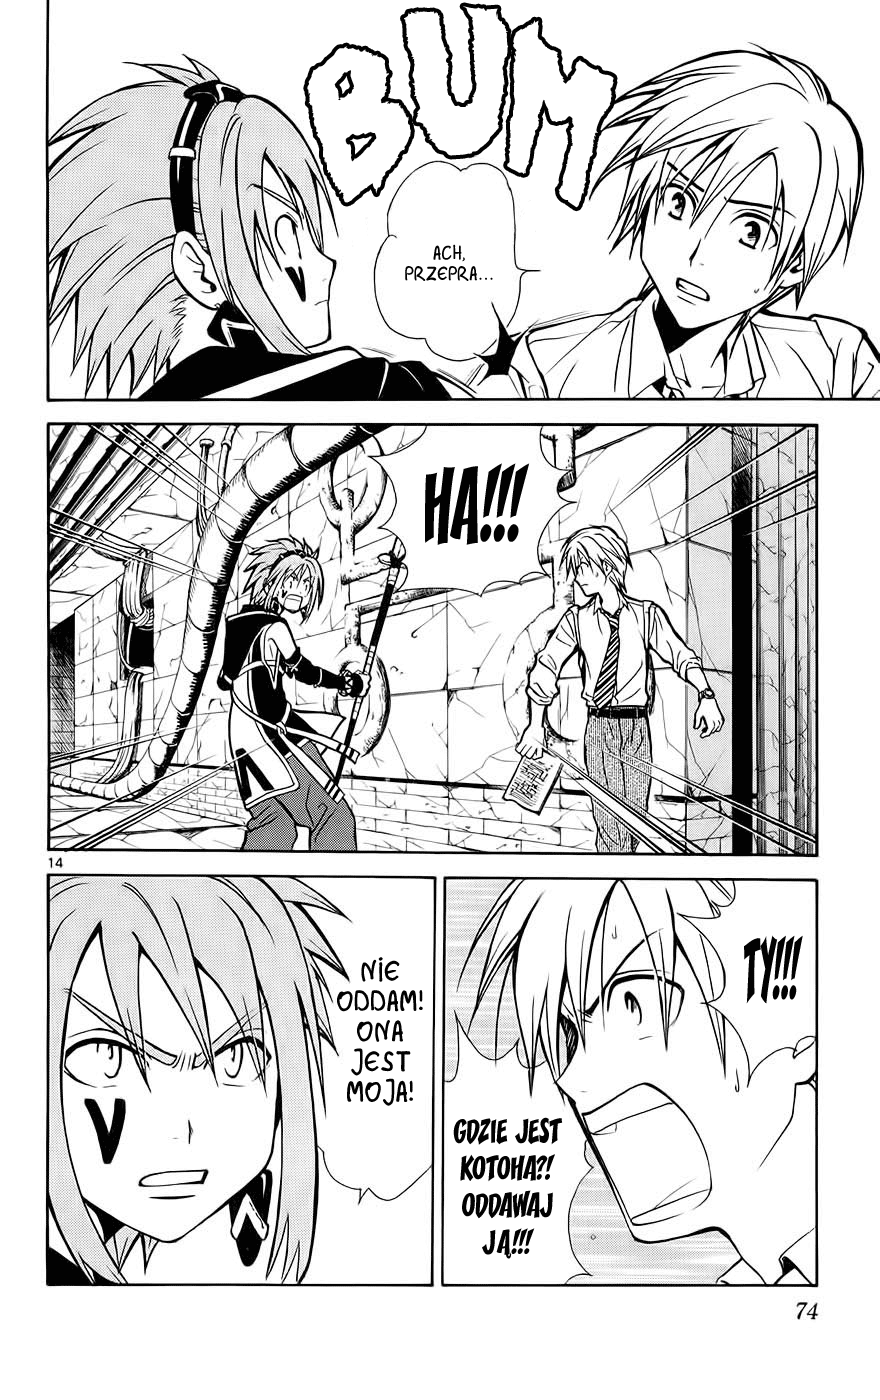 BUM
ACH,
PRZEPRA...
HA!!!
14
TY!!!
GDZIE JEST
KOTOHA?!
ODDAWAJ
JĄ!!!
NIE
ODDAM!
ONA
JEST
MOJA!
74